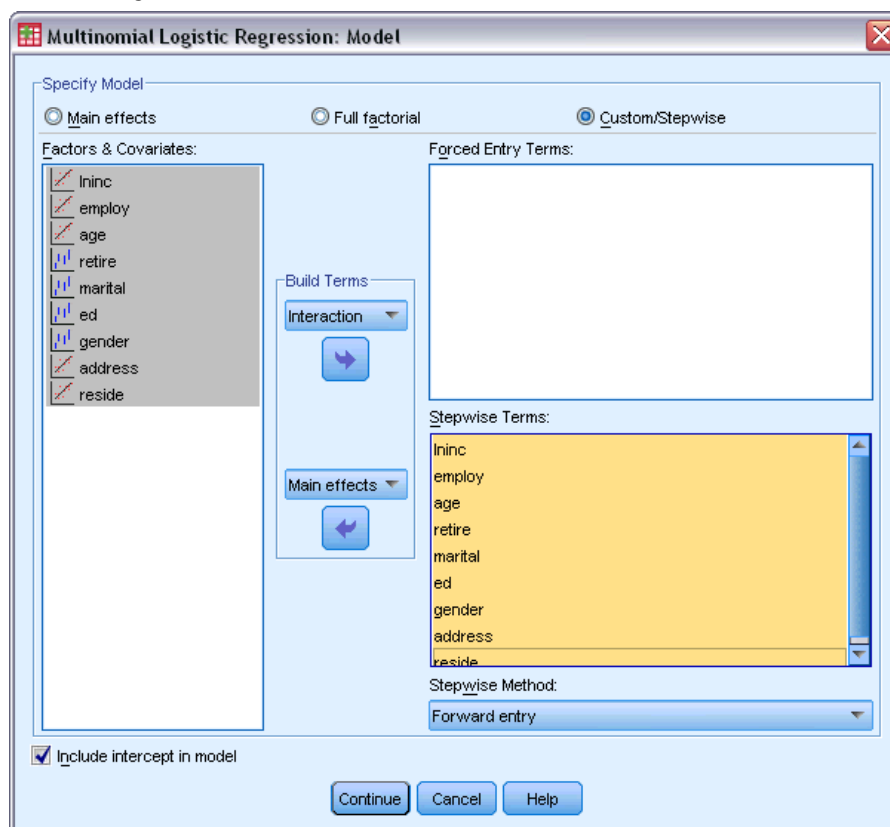 Multinomial Logistic Regression: Model
Specify Model
Main effects
Full factorial
Custom/Stepwise
Factors & Covariates:
lninc
employ
age
retire
marital
ed
gender
address
reside
Build Terms
Interaction
Main effects
Forced Entry Terms:
Stepwise Terms:
lninc
employ
age
retire
marital
ed
gender
address
reside
Stepwise Method:
Forward entry
Include intercept in model
Continue
Cancel
Help